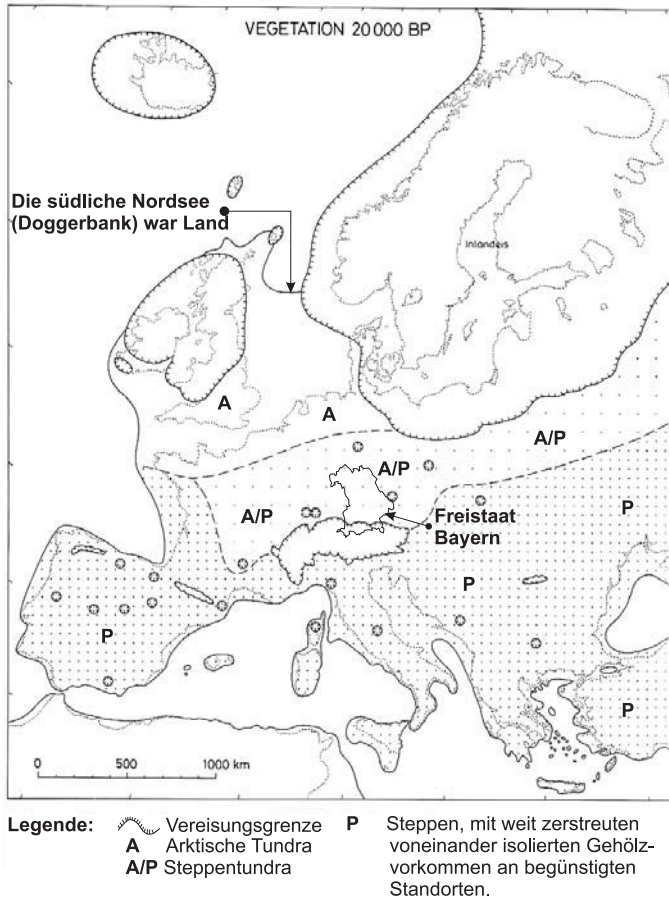 VEGETATION 20 000 BP
Die südliche Nordsee
(Doggerbank) war Land
Inlandeis
A
A
A/P
A/P
A/P
P
Freistaat
Bayern
P
P
P
0 500 1000 km
Legende: Vereisungsgrenze
A Arktische Tundra
A/P Steppentundra
P Steppen, mit weit zerstreuten
voneinander isolierten Gehölz-
vorkommen an begünstigten
Standorten.